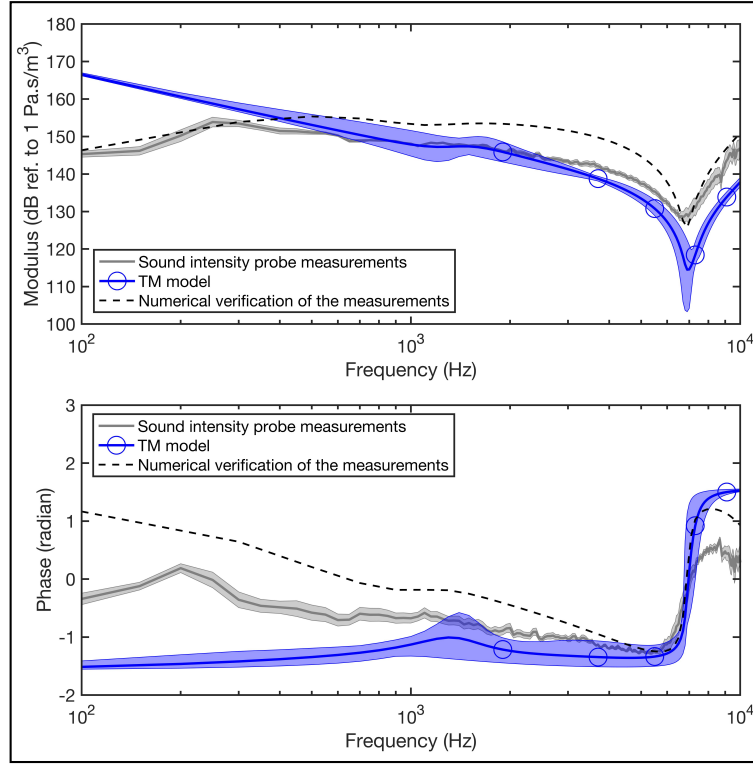 180
170
160
150
140
130
120
110
100
Modulus (dB ref. to 1 Pa.s/m³)
Sound intensity probe measurements
TM model
Numerical verification of the measurements
10² 10³ 10⁴
Frequency (Hz)
3
2
1
0
-1
-2
Phase (radian)
Sound intensity probe measurements
TM model
Numerical verification of the measurements
10² 10³ 10⁴
Frequency (Hz)